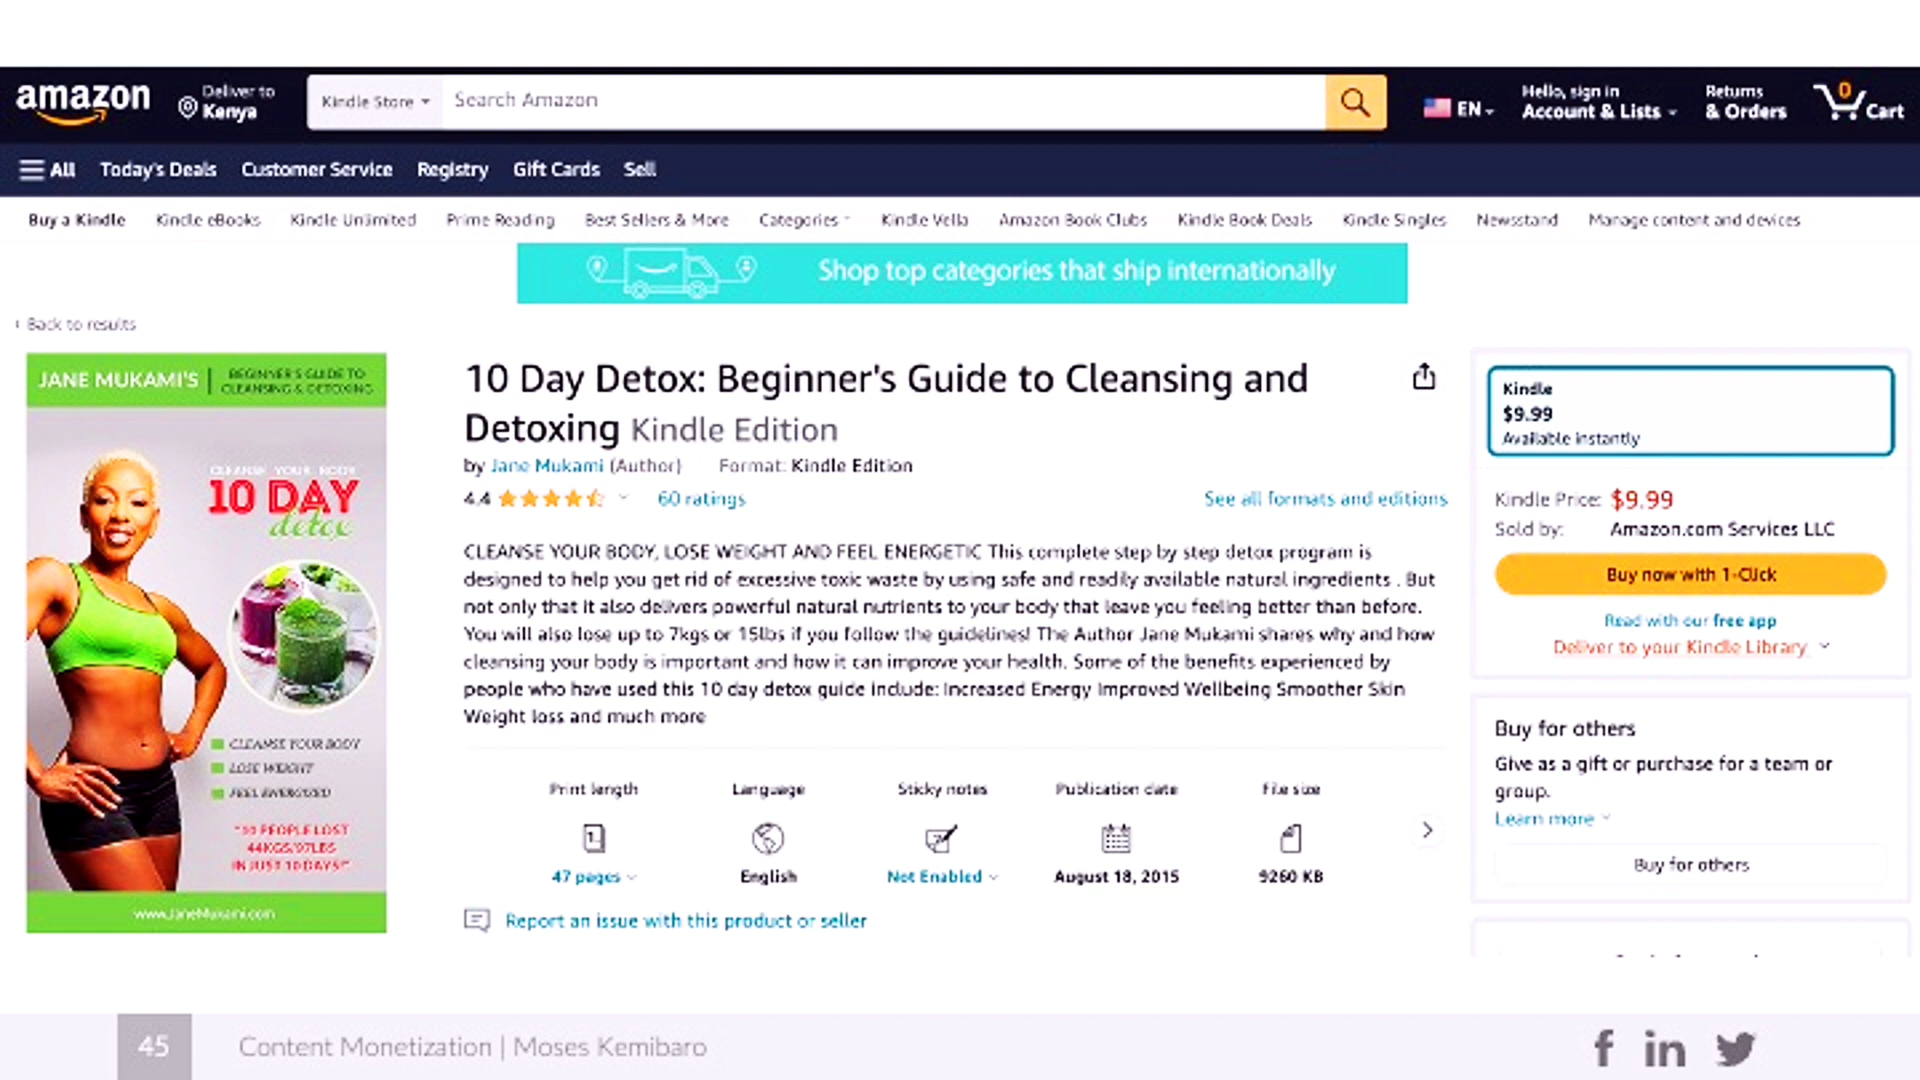 amazon
Deliver to
Kenya
Kindle Store
Search Amazon
EN
Hello, sign in
Account & Lists
Returns
& Orders
0
Cart
All
Today's Deals
Customer Service
Registry
Gift Cards
Sell
Buy a Kindle
Kindle eBooks
Kindle Unlimited
Prime Reading
Best Sellers & More
Categories
Kindle Vella
Amazon Book Clubs
Kindle Book Deals
Kindle Singles
Newsstand
Manage content and devices
Shop top categories that ship internationally
‹ Back to results
JANE MUKAMI'S
BEGINNER'S GUIDE TO
CLEANSING & DETOXING
CLEANSE YOUR BODY
10 DAY
detox
CLEANSE YOUR BODY
LOSE WEIGHT
FEEL ENERGIZED
"10 PEOPLE LOST
44KGS/97LBS
IN JUST 10 DAYS!"
www.JaneMukami.com
10 Day Detox: Beginner's Guide to Cleansing and
Detoxing Kindle Edition
by Jane Mukami (Author) Format: Kindle Edition
4.4
60 ratings
See all formats and editions
CLEANSE YOUR BODY, LOSE WEIGHT AND FEEL ENERGETIC This complete step by step detox program is
designed to help you get rid of excessive toxic waste by using safe and readily available natural ingredients . But
not only that it also delivers powerful natural nutrients to your body that leave you feeling better than before.
You will also lose up to 7kgs or 15lbs if you follow the guidelines! The Author Jane Mukami shares why and how
cleansing your body is important and how it can improve your health. Some of the benefits experienced by
people who have used this 10 day detox guide include: Increased Energy Improved Wellbeing Smoother Skin
Weight loss and much more
Print length
47 pages
Language
English
Sticky notes
Not Enabled
Publication date
August 18, 2015
File size
9260 KB
Report an issue with this product or seller
Kindle
$9.99
Available instantly
Kindle Price: $9.99
Sold by: Amazon.com Services LLC
Buy now with 1-Click
Read with our free app
Deliver to your Kindle Library
Buy for others
Give as a gift or purchase for a team or
group.
Learn more
Buy for others
45
Content Monetization | Moses Kemibaro